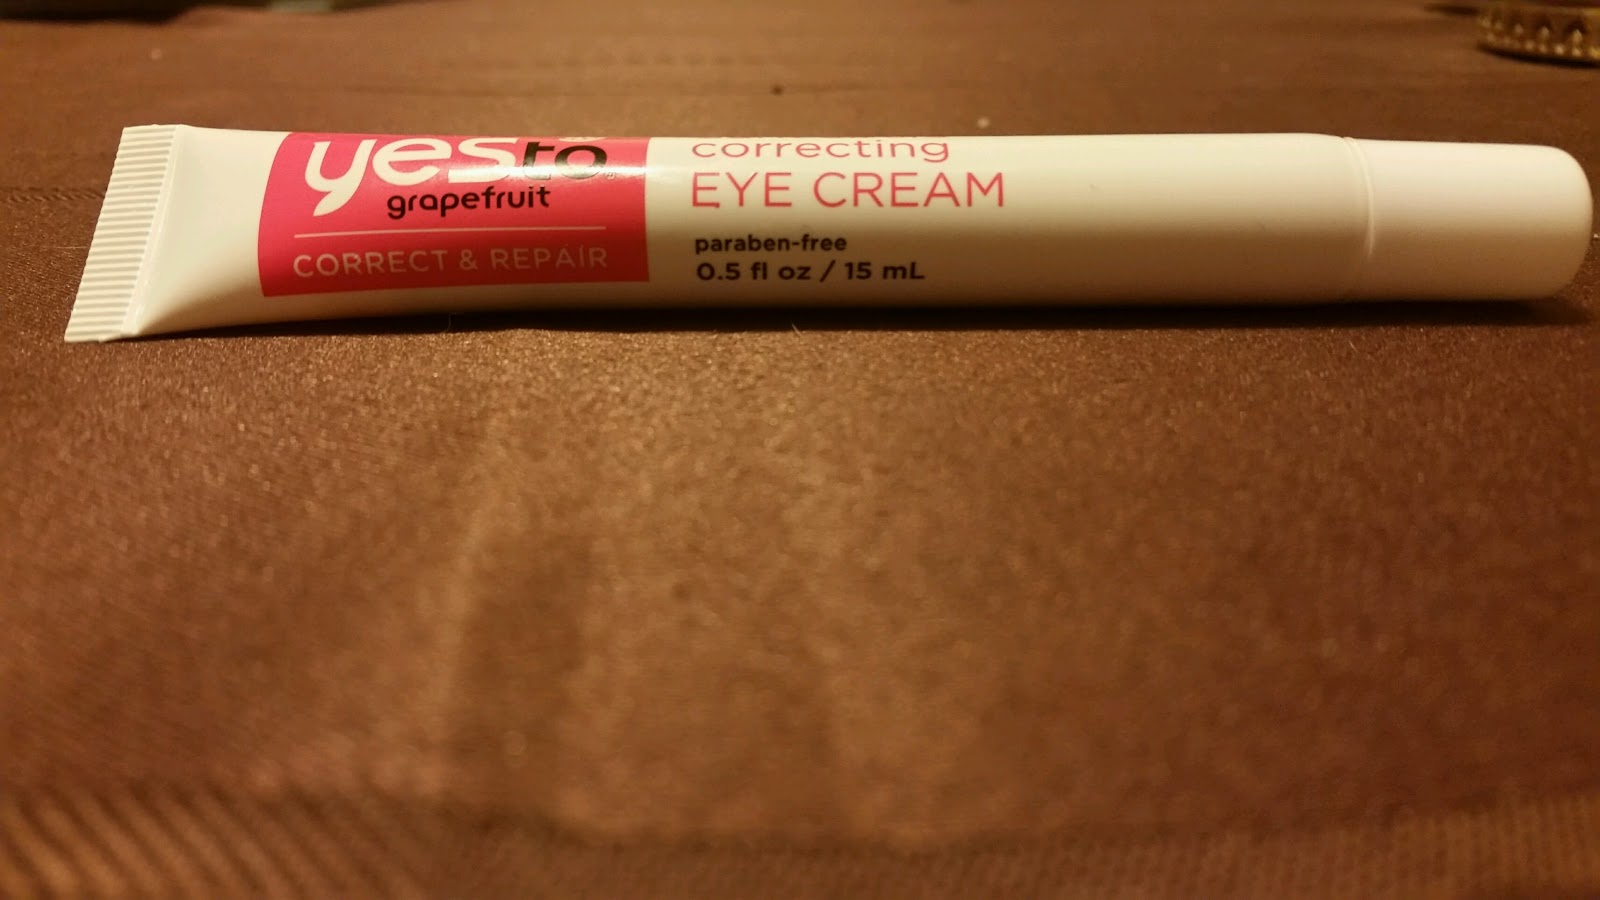 yes to
grapefruit
CORRECT & REPAIR
correcting
EYE CREAM
paraben-free
0.5 fl oz / 15 mL